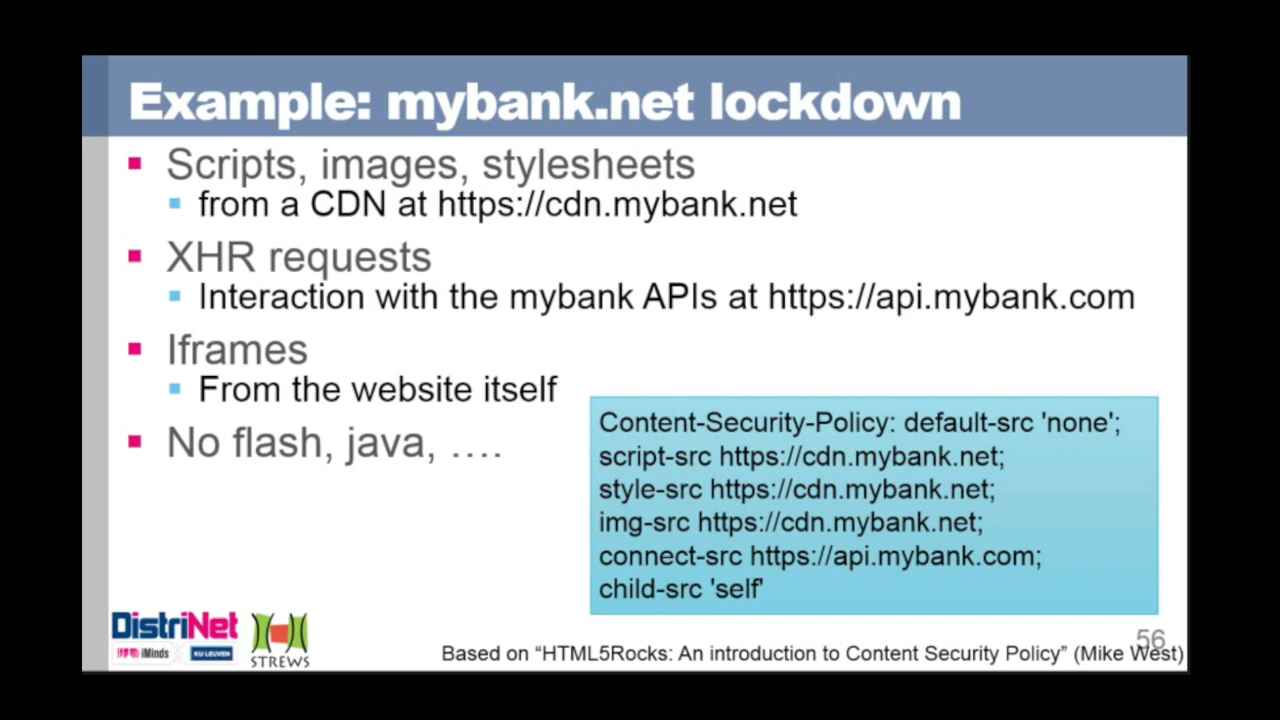 Example: mybank.net lockdown
Scripts, images, stylesheets
from a CDN at https://cdn.mybank.net
XHR requests
Interaction with the mybank APIs at https://api.mybank.com
Iframes
From the website itself
No flash, java, ….
Content-Security-Policy: default-src 'none';
script-src https://cdn.mybank.net;
style-src https://cdn.mybank.net;
img-src https://cdn.mybank.net;
connect-src https://api.mybank.com;
child-src 'self'
DistriNet
iMinds
KU LEUVEN
STREWS
56
Based on “HTML5Rocks: An introduction to Content Security Policy” (Mike West)